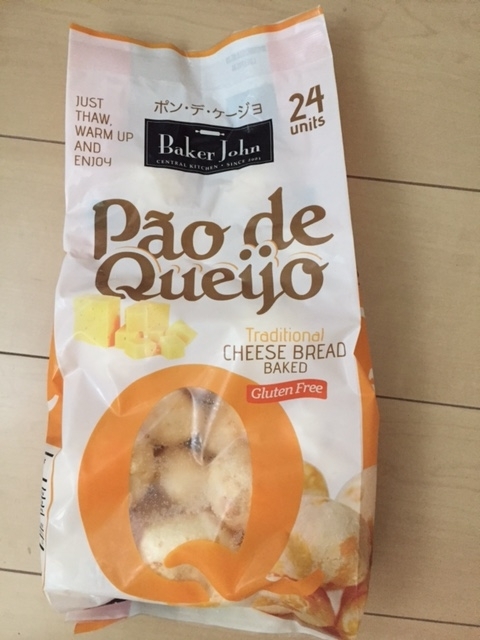 JUST
THAW,
WARM UP
AND
ENJOY
ポン・デ・ケージョ
24
units
Baker John
CENTRAL KITCHEN • SINCE 2001
Pão de
Queijo
Traditional
CHEESE BREAD
BAKED
Gluten Free